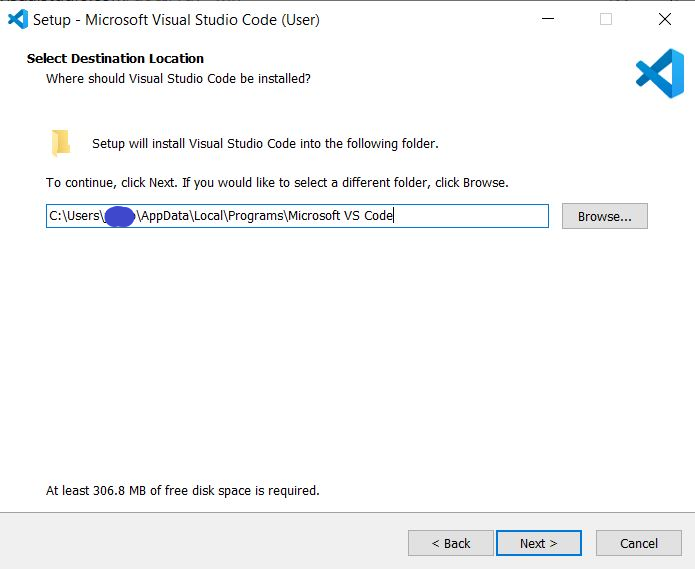 Setup - Microsoft Visual Studio Code (User)
Select Destination Location
Where should Visual Studio Code be installed?
Setup will install Visual Studio Code into the following folder.
To continue, click Next. If you would like to select a different folder, click Browse.
C:\Users\ \AppData\Local\Programs\Microsoft VS Code
Browse...
At least 306.8 MB of free disk space is required.
< Back
Next >
Cancel